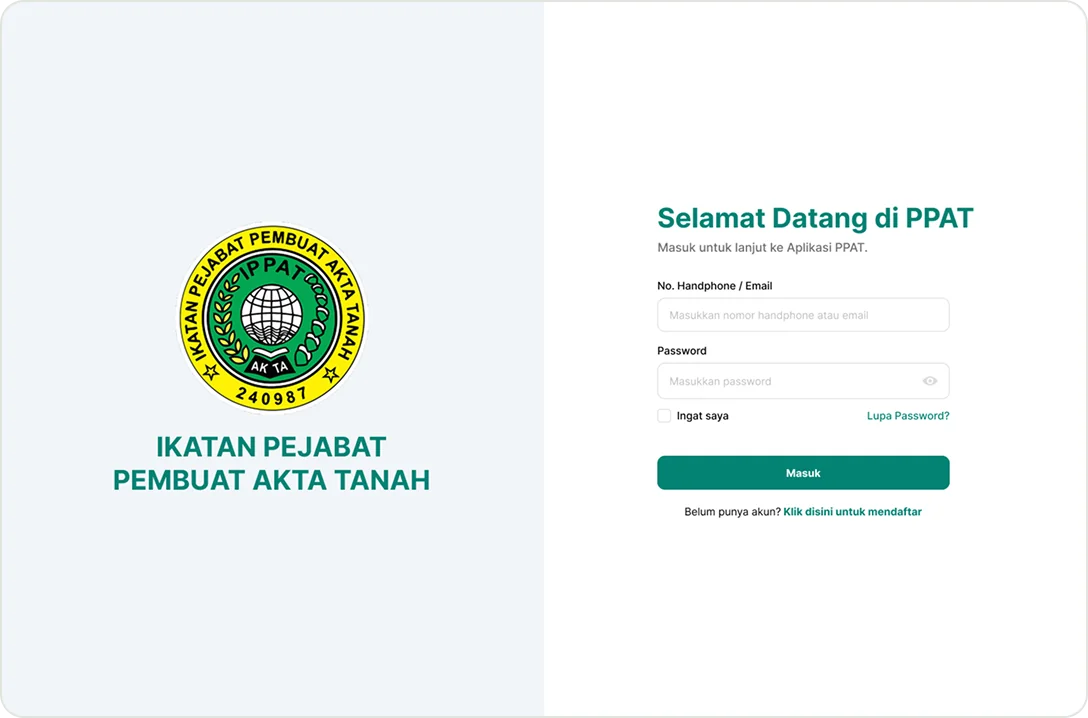 IKATAN PEJABAT PEMBUAT AKTA TANAH
IPPAT
AKTA
240987
IKATAN PEJABAT
PEMBUAT AKTA TANAH
Selamat Datang di PPAT
Masuk untuk lanjut ke Aplikasi PPAT.
No. Handphone / Email
Masukkan nomor handphone atau email
Password
Masukkan password
Ingat saya
Lupa Password?
Masuk
Belum punya akun? Klik disini untuk mendaftar